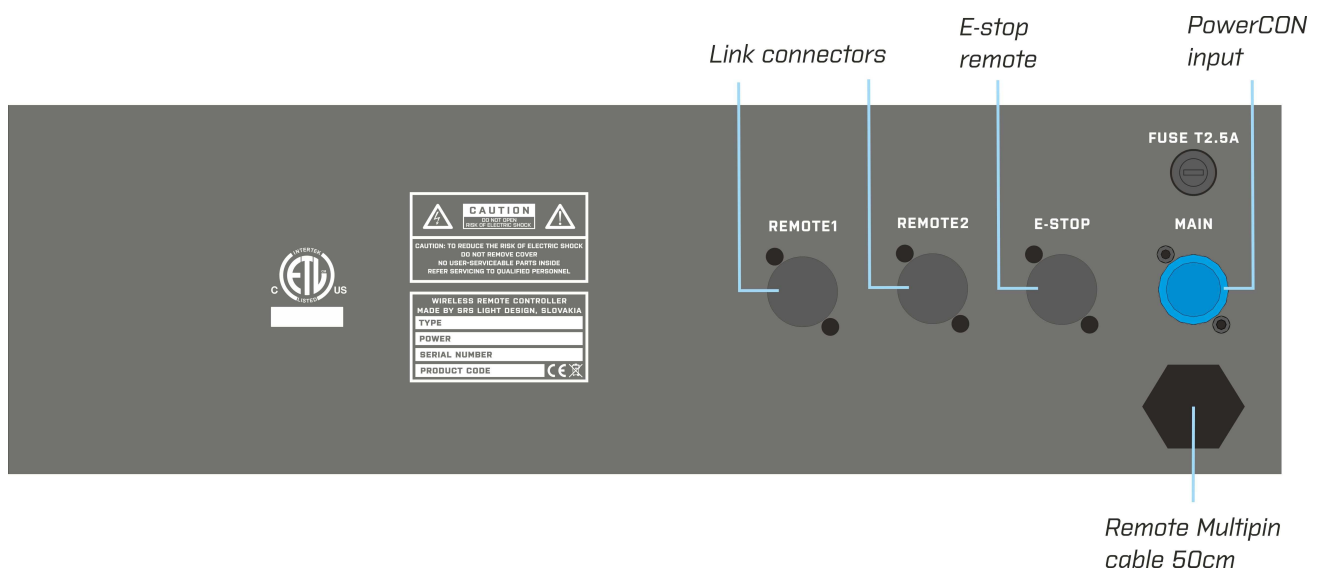 Link connectors
E-stop
remote
PowerCON
input
FUSE T2.5A
REMOTE1
REMOTE2
E-STOP
MAIN
CAUTION
DO NOT OPEN
RISK OF ELECTRIC SHOCK
CAUTION: TO REDUCE THE RISK OF ELECTRIC SHOCK
DO NOT REMOVE COVER
NO USER-SERVICEABLE PARTS INSIDE
REFER SERVICING TO QUALIFIED PERSONNEL
INTERTEK
ETL
C US
LISTED
WIRELESS REMOTE CONTROLLER
MADE BY SRS LIGHT DESIGN, SLOVAKIA
TYPE
POWER
SERIAL NUMBER
PRODUCT CODE CE
Remote Multipin
cable 50cm